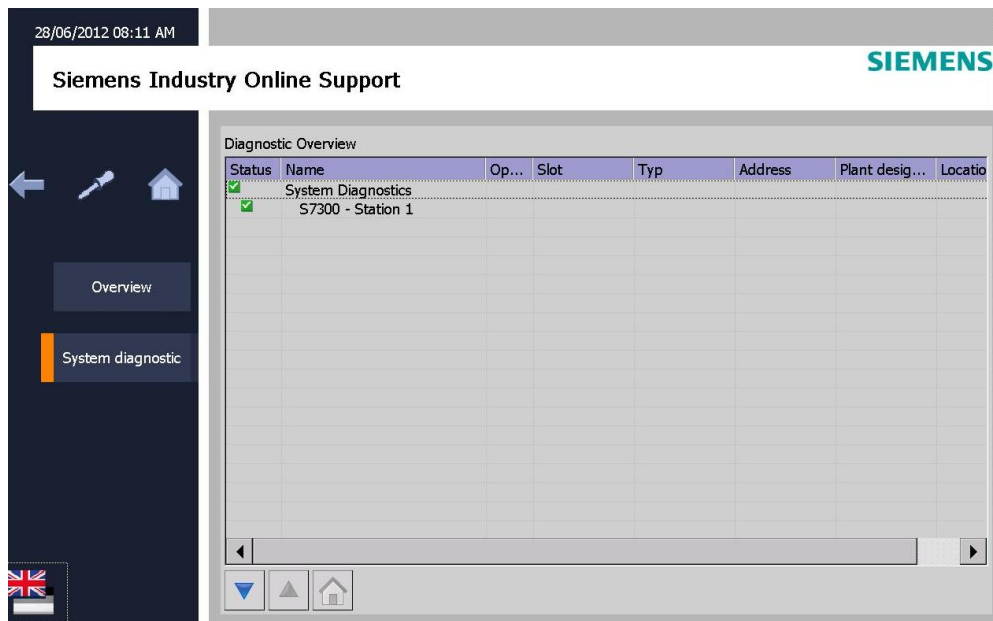 28/06/2012 08:11 AM
SIEMENS
Siemens Industry Online Support
Diagnostic Overview
Status Name Op... Slot Typ Address Plant desig... Locatio
System Diagnostics
S7300 - Station 1
Overview
System diagnostic